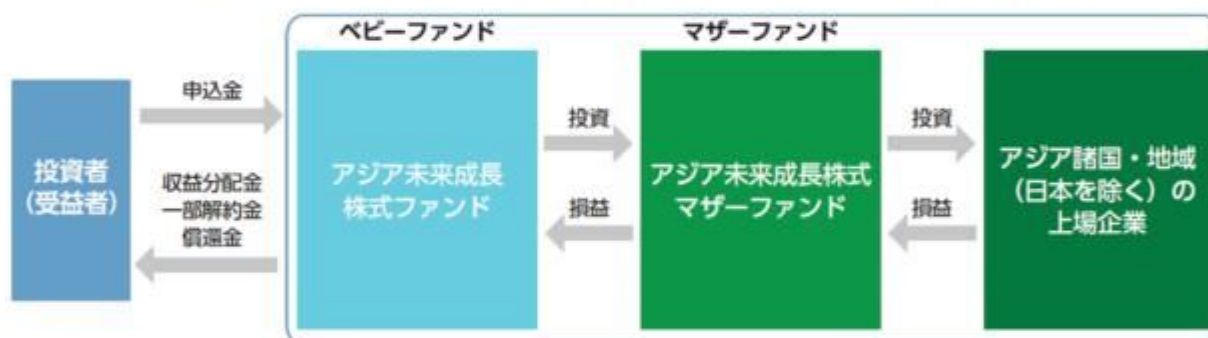 ベビーファンド
マザーファンド
投資者
（受益者）
申込金
収益分配金
一部解約金
償還金
アジア未来成長
株式ファンド
投資
損益
アジア未来成長株式
マザーファンド
投資
損益
アジア諸国・地域
（日本を除く）の
上場企業